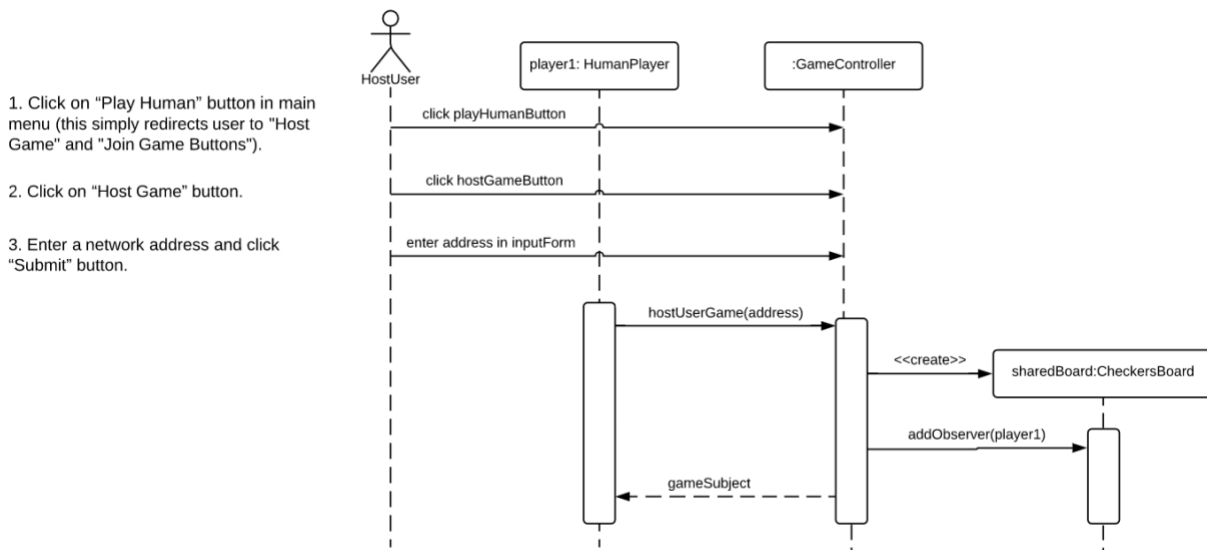 HostUser
player1: HumanPlayer
:GameController
1. Click on “Play Human” button in main
menu (this simply redirects user to "Host
Game" and "Join Game Buttons").
click playHumanButton
2. Click on “Host Game” button.
click hostGameButton
3. Enter a network address and click
“Submit” button.
enter address in inputForm
hostUserGame(address)
<<create>>
sharedBoard:CheckersBoard
addObserver(player1)
gameSubject